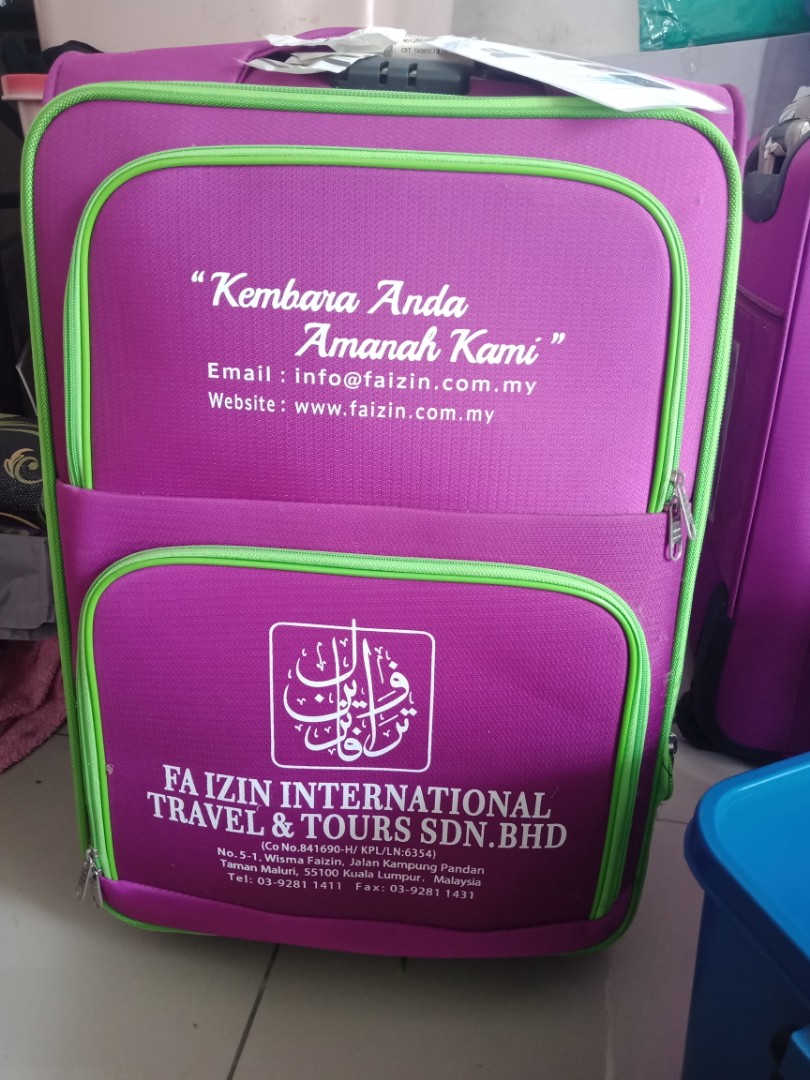 “Kembara Anda
Amanah Kami”
Email : info@faizin.com.my
Website : www.faizin.com.my
FA IZIN INTERNATIONAL
TRAVEL & TOURS SDN.BHD
(Co No.841690-H/ KPL/LN:6354)
No. 5-1. Wisma Faizin, Jalan Kampung Pandan
Taman Maluri, 55100 Kuala Lumpur. Malaysia
Tel: 03-9281 1411 Fax: 03-9281 1431